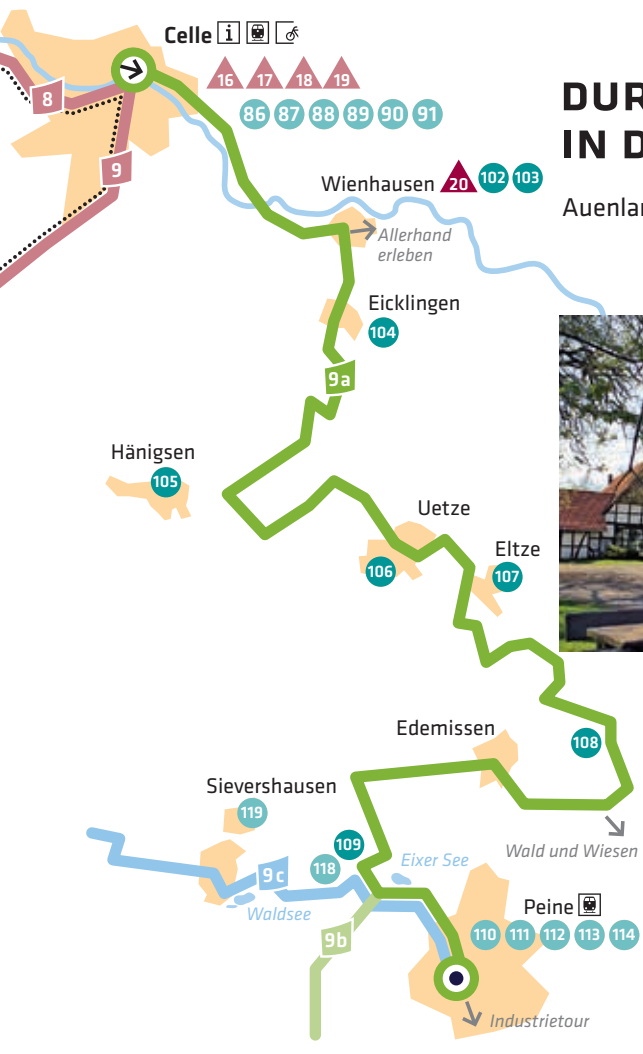 Celle i
16 17 18 19
86 87 88 89 90 91
8
9
DUR
IN D
Wienhausen 20 102 103
Auenlan
Allerhand
erleben
Eicklingen
104
9a
Hänigsen
105
Uetze
106
Eltze
107
Edemissen
108
Sievershausen
119
109
118
Eixer See
Wald und Wiesen
9c
Waldsee
Peine
9b
110 111 112 113 114
Industrietour